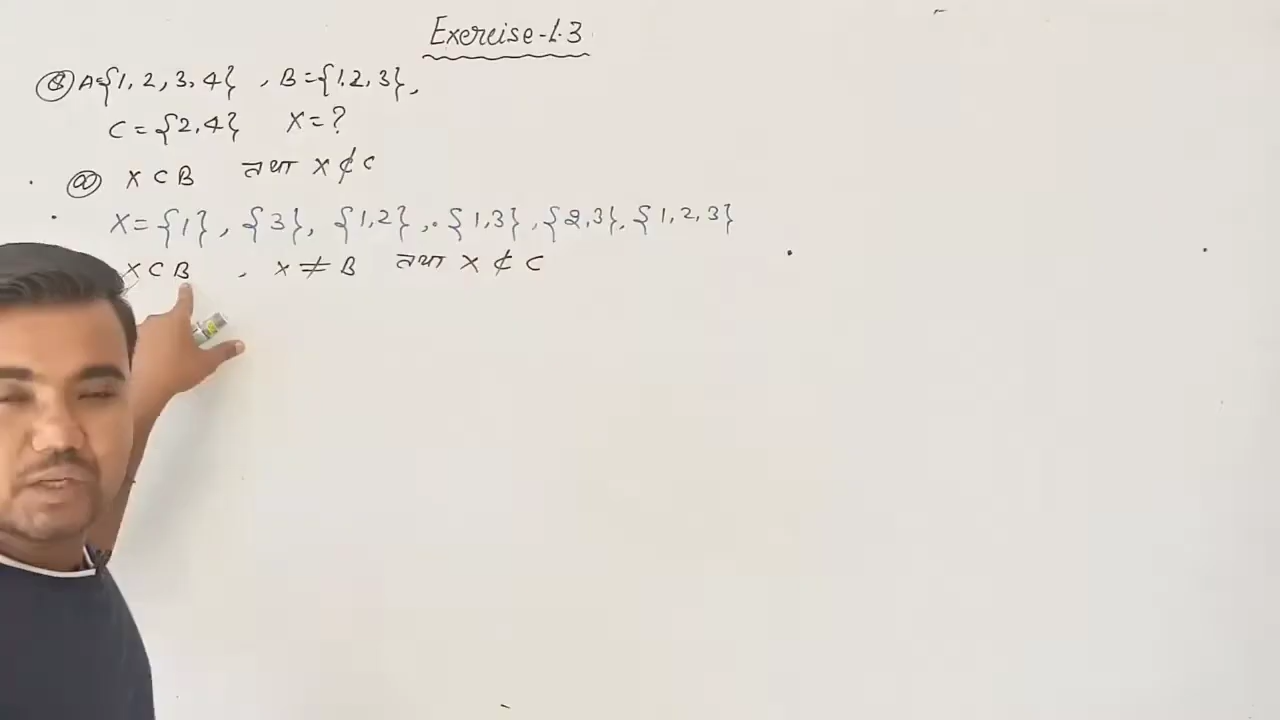 Exercise-1.3
A={1, 2, 3, 4} , B={1,2,3},
C = {2,4} X=?
X ⊂ B तथा X ⊄ C
X = {1}, {3}, {1,2}, {1,3}, {2,3}, {1,2,3}
X ⊂ B , X ≠ B तथा X ⊄ C